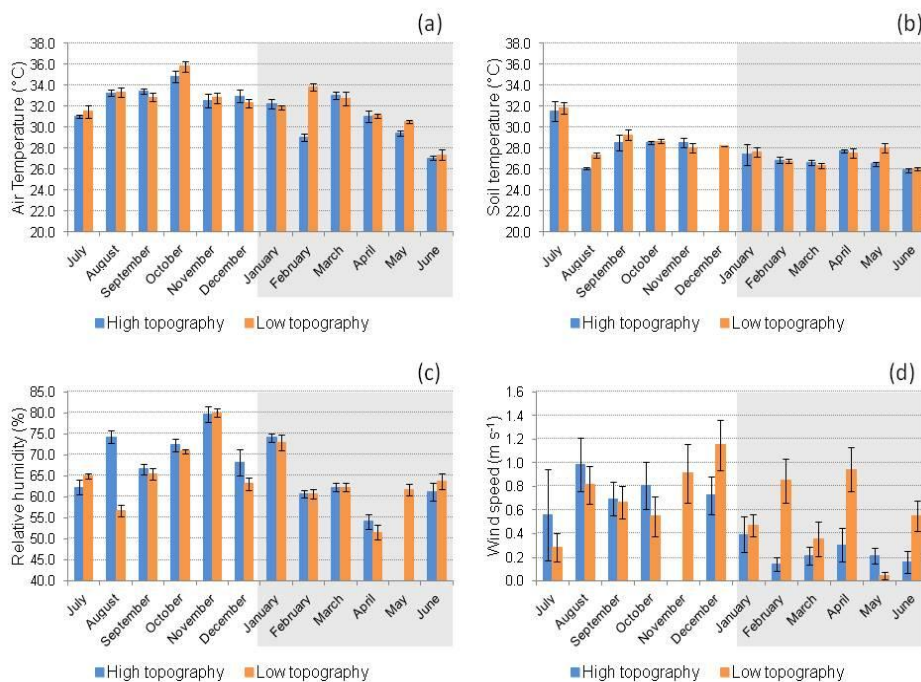 (a)
Air Temperature (°C)
38.0
36.0
34.0
32.0
30.0
28.0
26.0
24.0
22.0
20.0
July
August
September
October
November
December
January
February
March
April
May
June
High topography
Low topography
(b)
Soil temperature (°C)
38.0
36.0
34.0
32.0
30.0
28.0
26.0
24.0
22.0
20.0
July
August
September
October
November
December
January
February
March
April
May
June
High topography
Low topography
(c)
Relative humidity (%)
85.0
80.0
75.0
70.0
65.0
60.0
55.0
50.0
45.0
40.0
July
August
September
October
November
December
January
February
March
April
May
June
High topography
Low topography
(d)
Wind speed (m s-¹)
1.6
1.4
1.2
1.0
0.8
0.6
0.4
0.2
0.0
July
August
September
October
November
December
January
February
March
April
May
June
High topography
Low topography